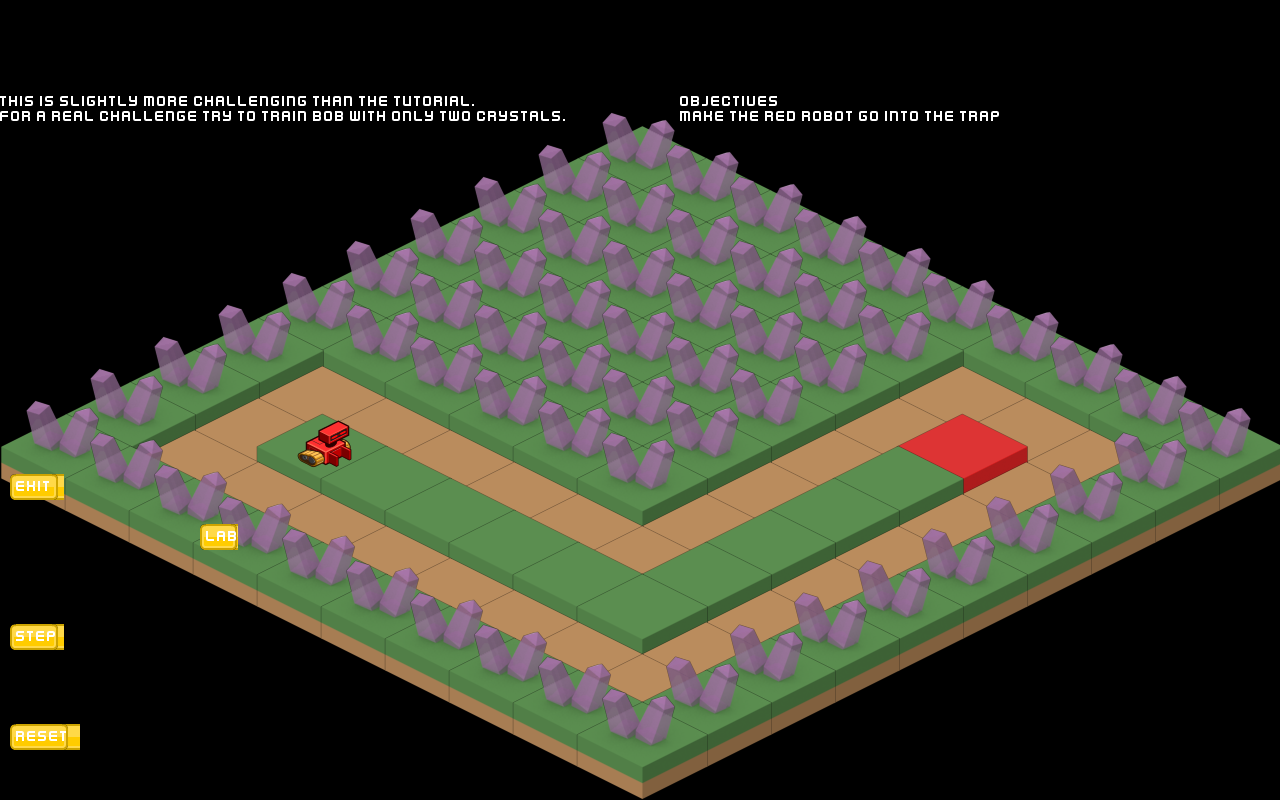 THIS IS SLIGHTLY MORE CHALLENGING THAN THE TUTORIAL.
FOR A REAL CHALLENGE TRY TO TRAIN BOB WITH ONLY TWO CRYSTALS.
OBJECTIVES
MAKE THE RED ROBOT GO INTO THE TRAP
EXIT
LAB
STEP
RESET